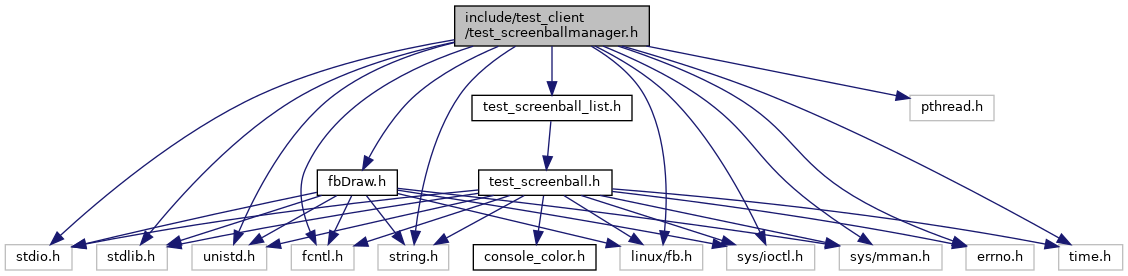 include/test_client
/test_screenballmanager.h
test_screenball_list.h
pthread.h
fbDraw.h
test_screenball.h
stdio.h
stdlib.h
unistd.h
fcntl.h
string.h
console_color.h
linux/fb.h
sys/ioctl.h
sys/mman.h
errno.h
time.h